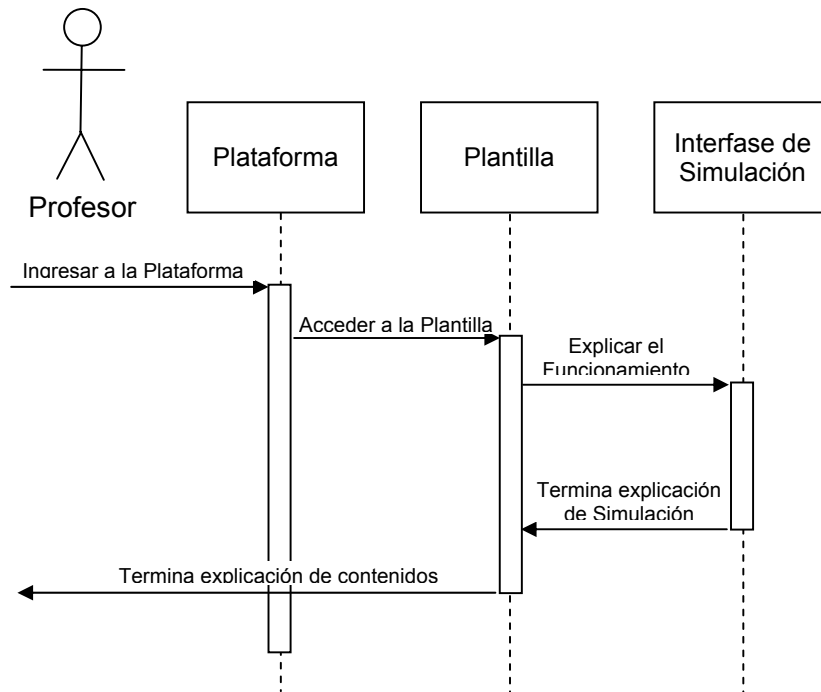 Profesor
Plataforma
Plantilla
Interfase de
Simulación
Ingresar a la Plataforma
Acceder a la Plantilla
Explicar el
Funcionamiento
Termina explicación
de Simulación
Termina explicación de contenidos